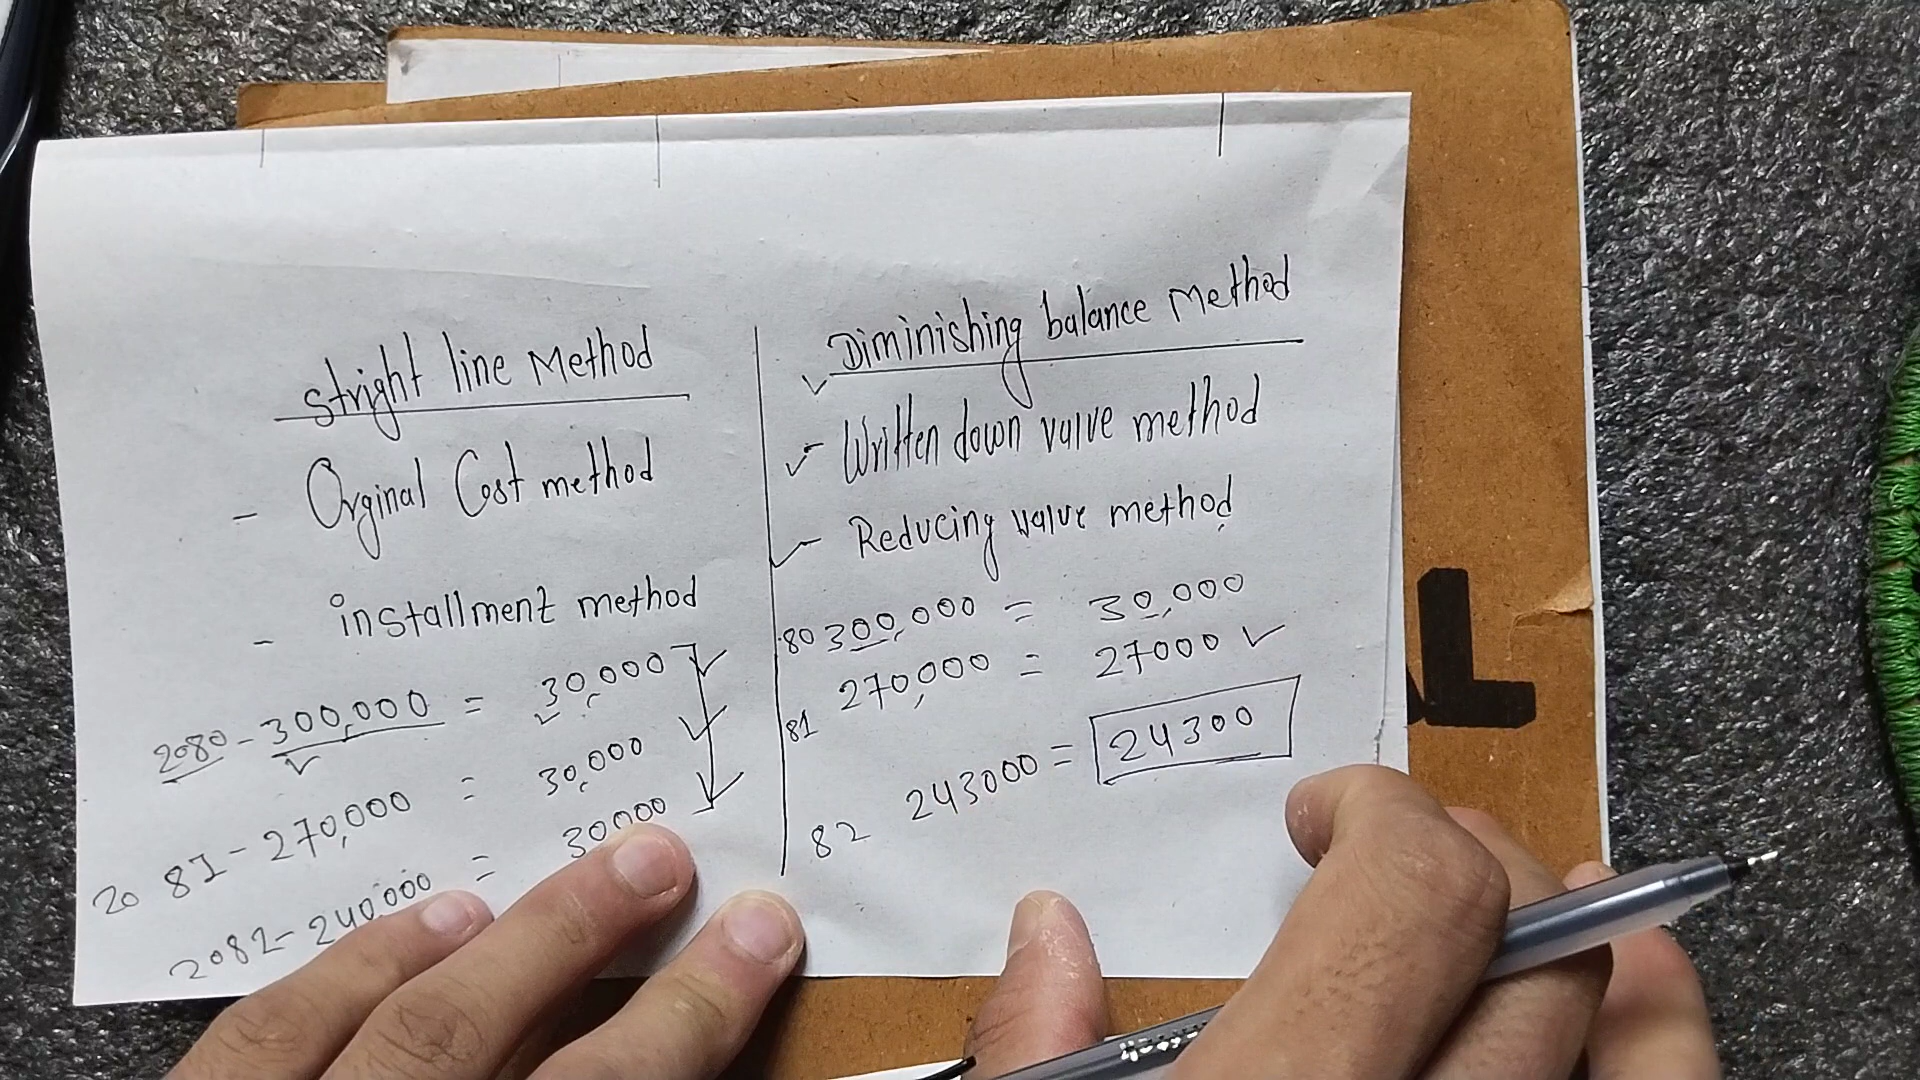 stright line Method
- Orginal Cost method
- installment method
2080 - 300,000 = 30,000
2081 - 270,000 = 30,000
2082 - 240,000 = 30000
Diminishing balance Method
Written down value method
Reducing value method
80 300,000 = 30,000
81 270,000 = 27000
82 243000 = 24300
L